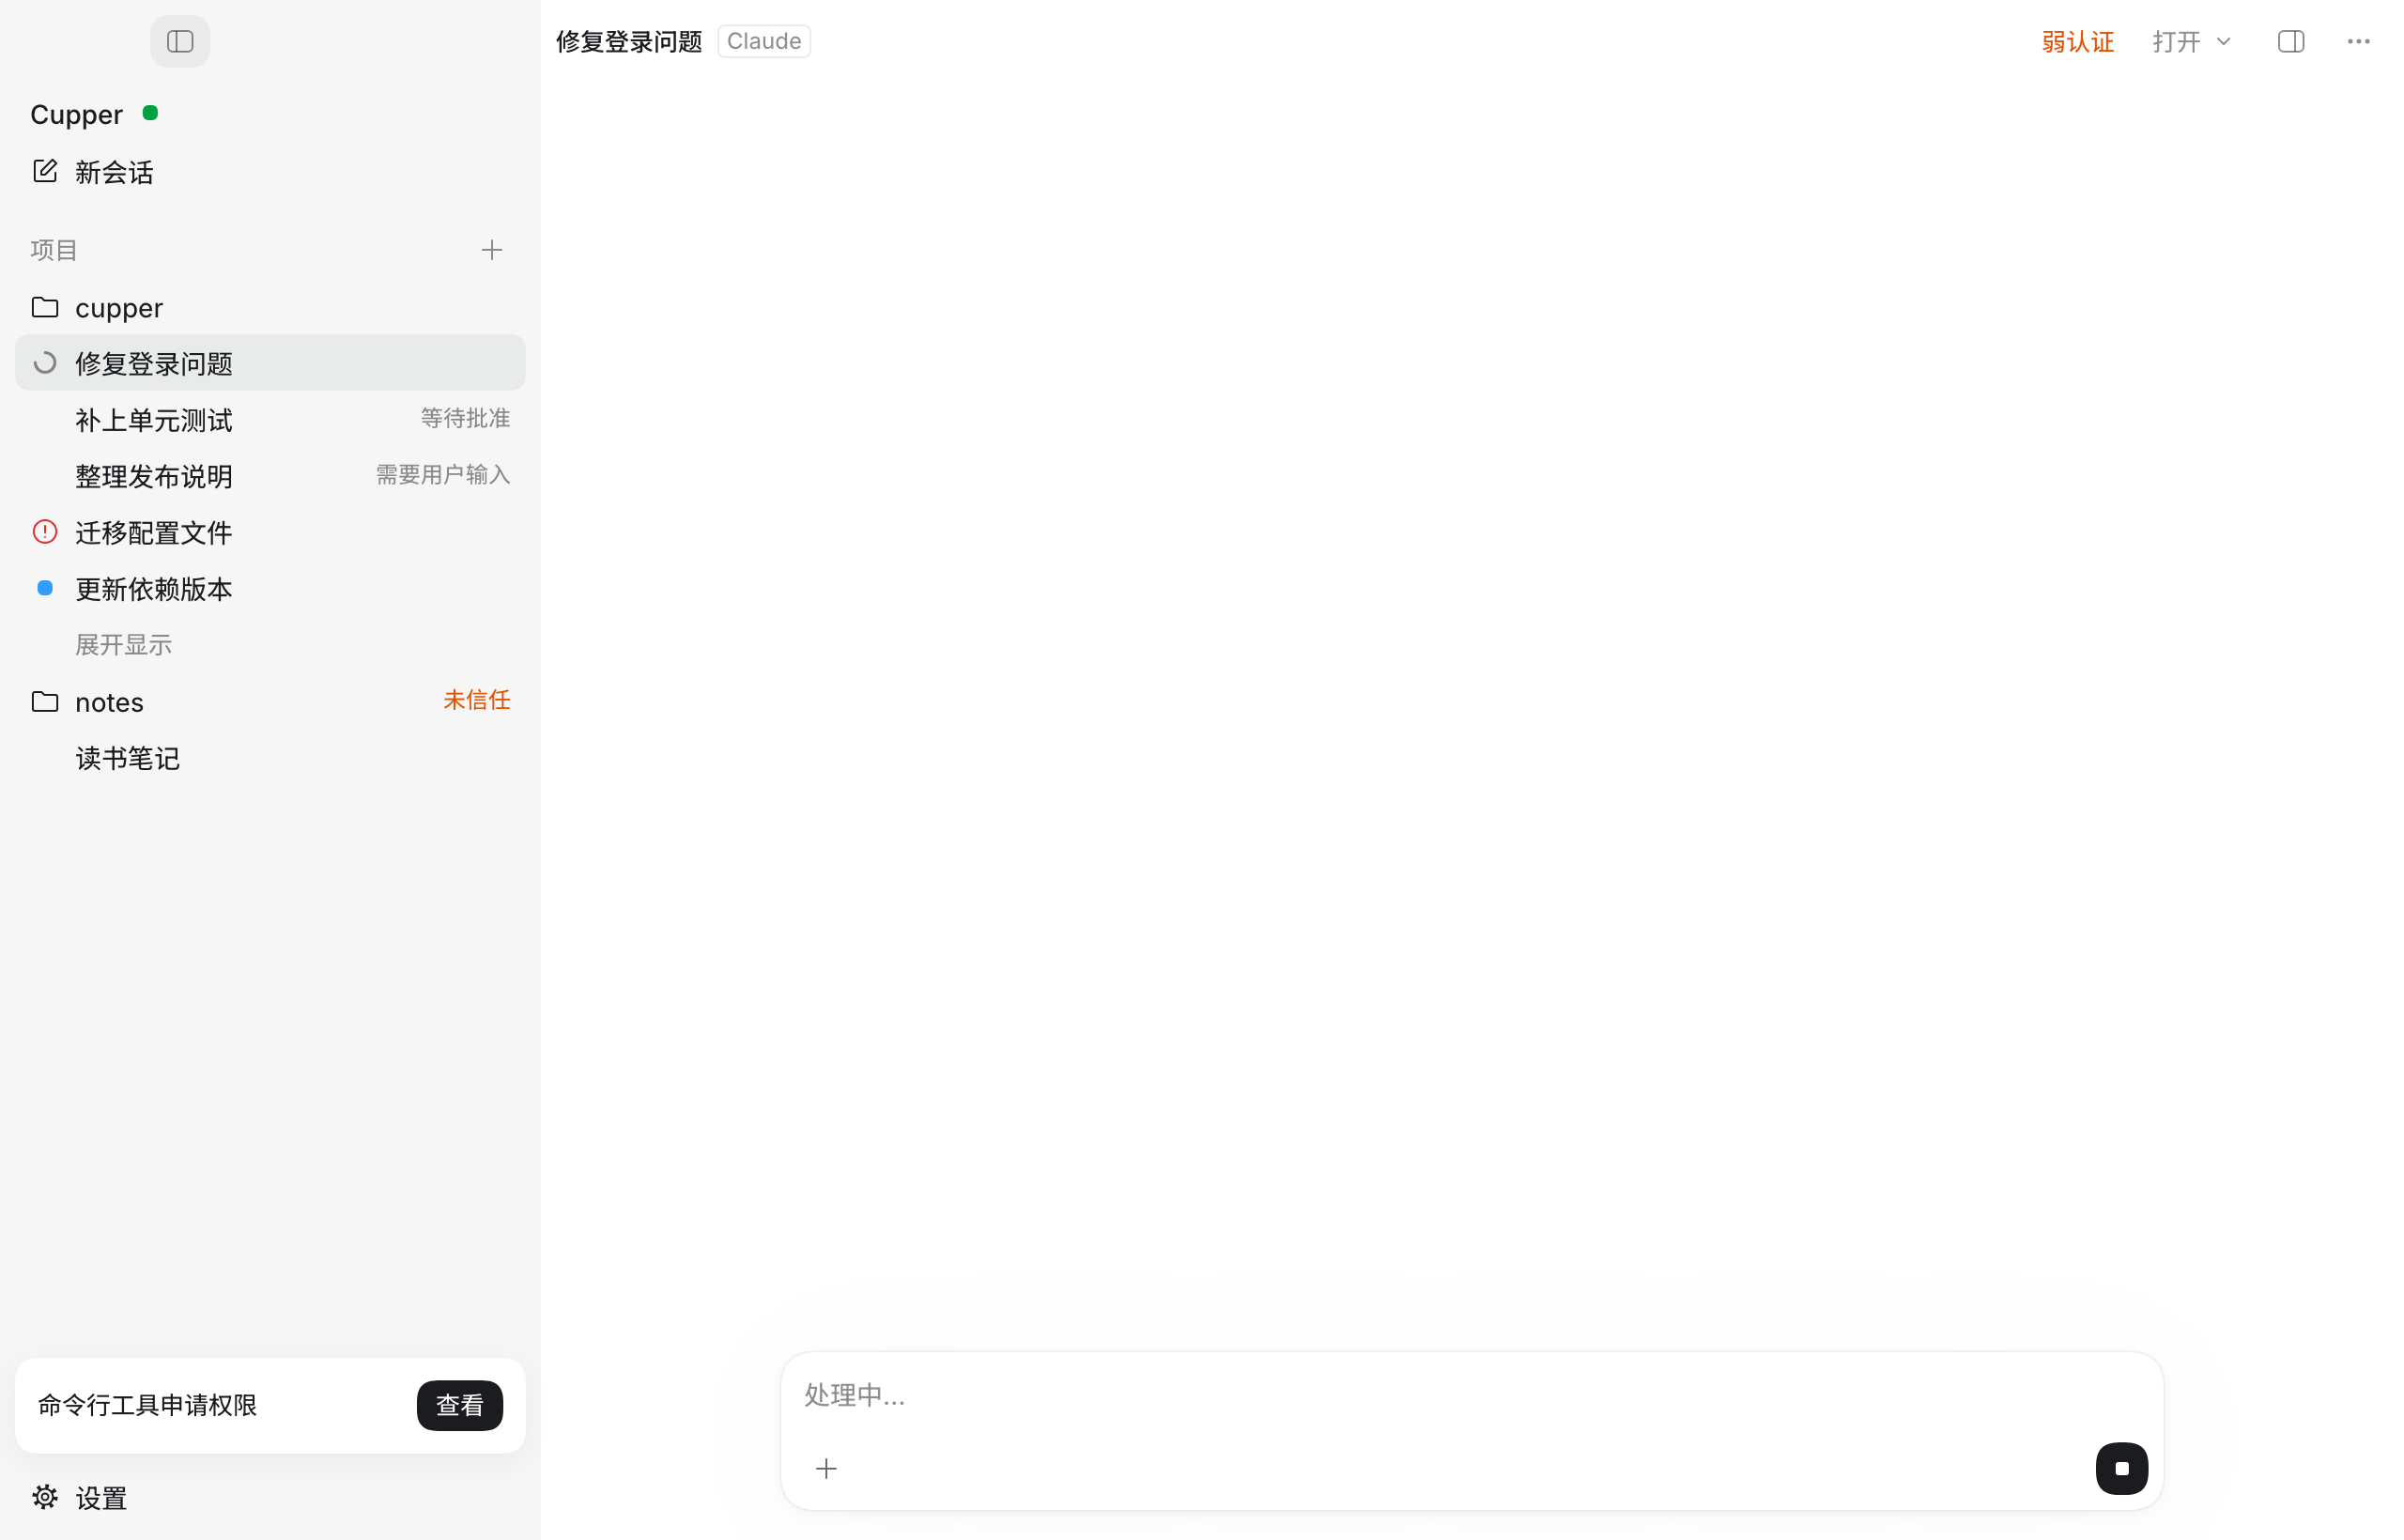 Cupper
新会话
项目
cupper
修复登录问题
补上单元测试 等待批准
整理发布说明 需要用户输入
迁移配置文件
更新依赖版本
展开显示
notes 未信任
读书笔记
命令行工具申请权限 查看
设置
修复登录问题 Claude 弱认证 打开
处理中...